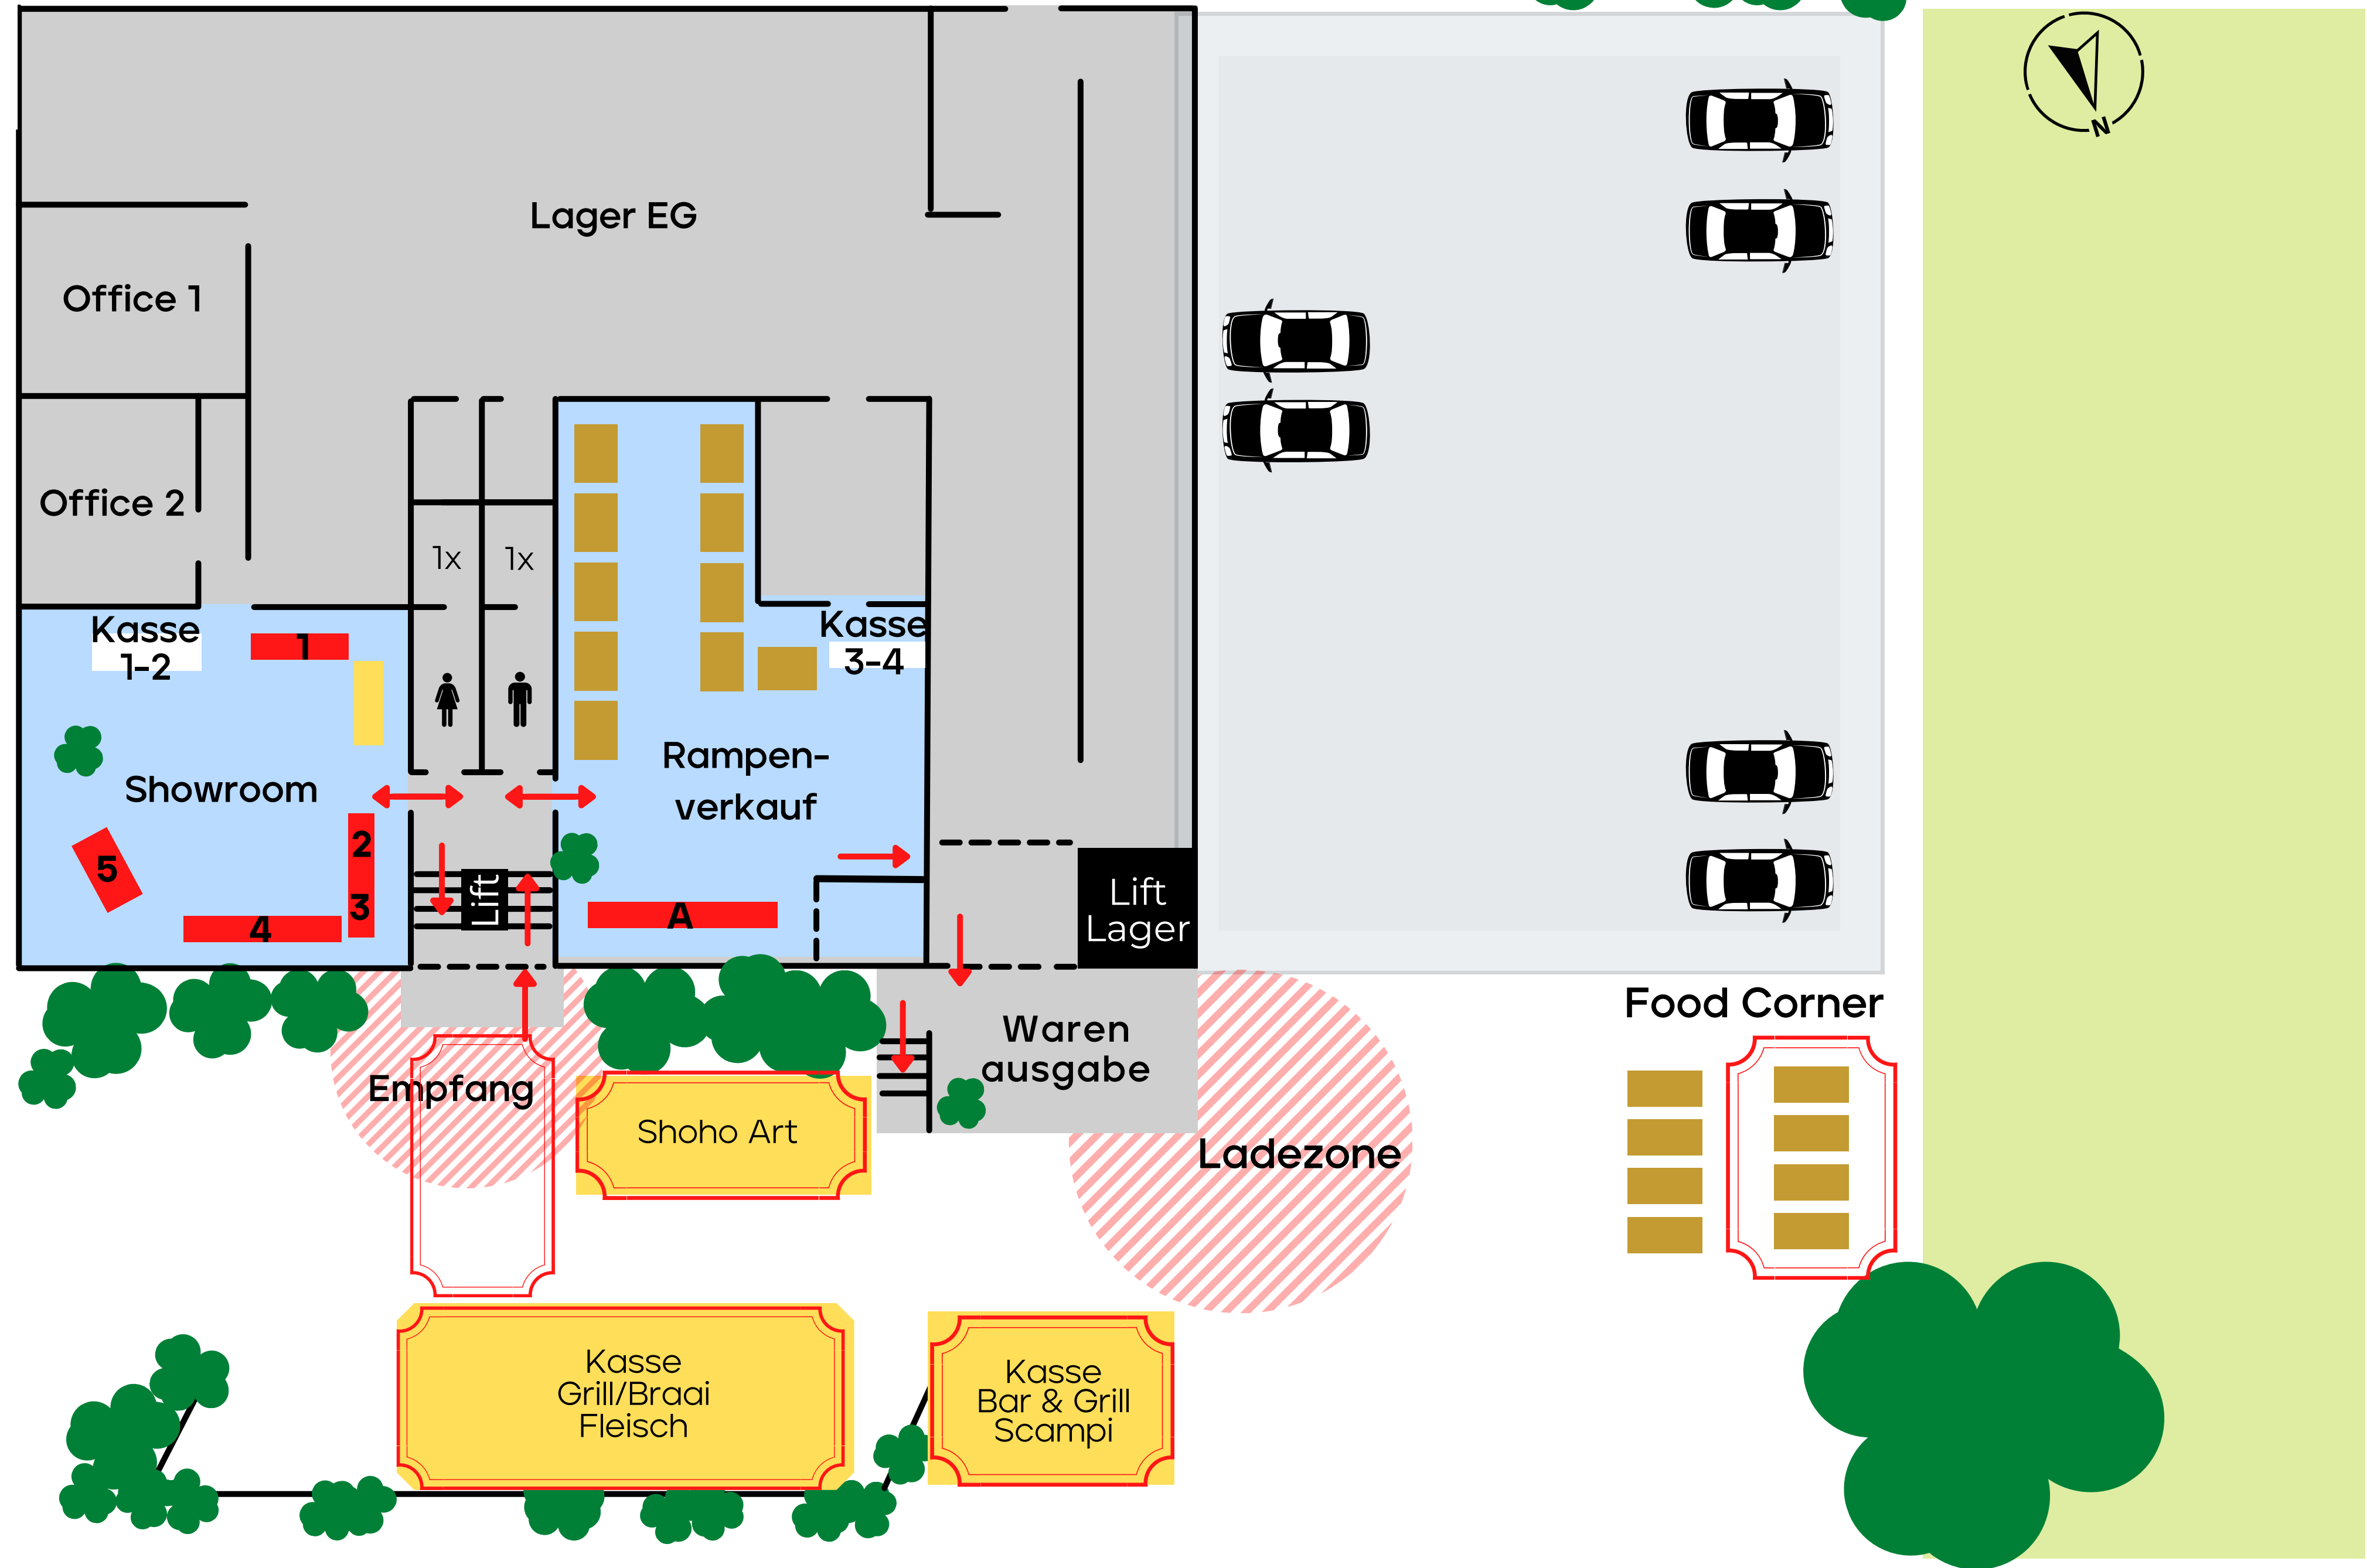 N
Lager EG
Office 1
Office 2
1x
1x
Kasse
1-2
1
Kasse
3-4
Showroom
Rampen-
verkauf
2
3
5
4
Lift
A
Lift
Lager
Food Corner
Waren
ausgabe
Empfang
Shoho Art
Ladezone
Kasse
Grill/Braai
Fleisch
Kasse
Bar & Grill
Scampi